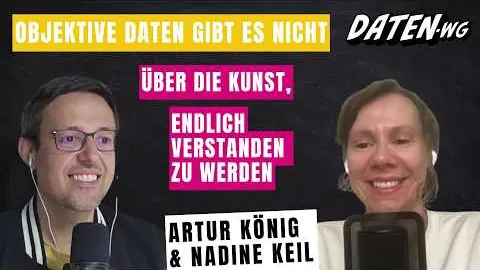 OBJEKTIVE DATEN GIBT ES NICHT
DATEN-WG
ÜBER DIE KUNST,
ENDLICH
VERSTANDEN
ZU WERDEN
ARTUR KÖNIG
& NADINE KEIL